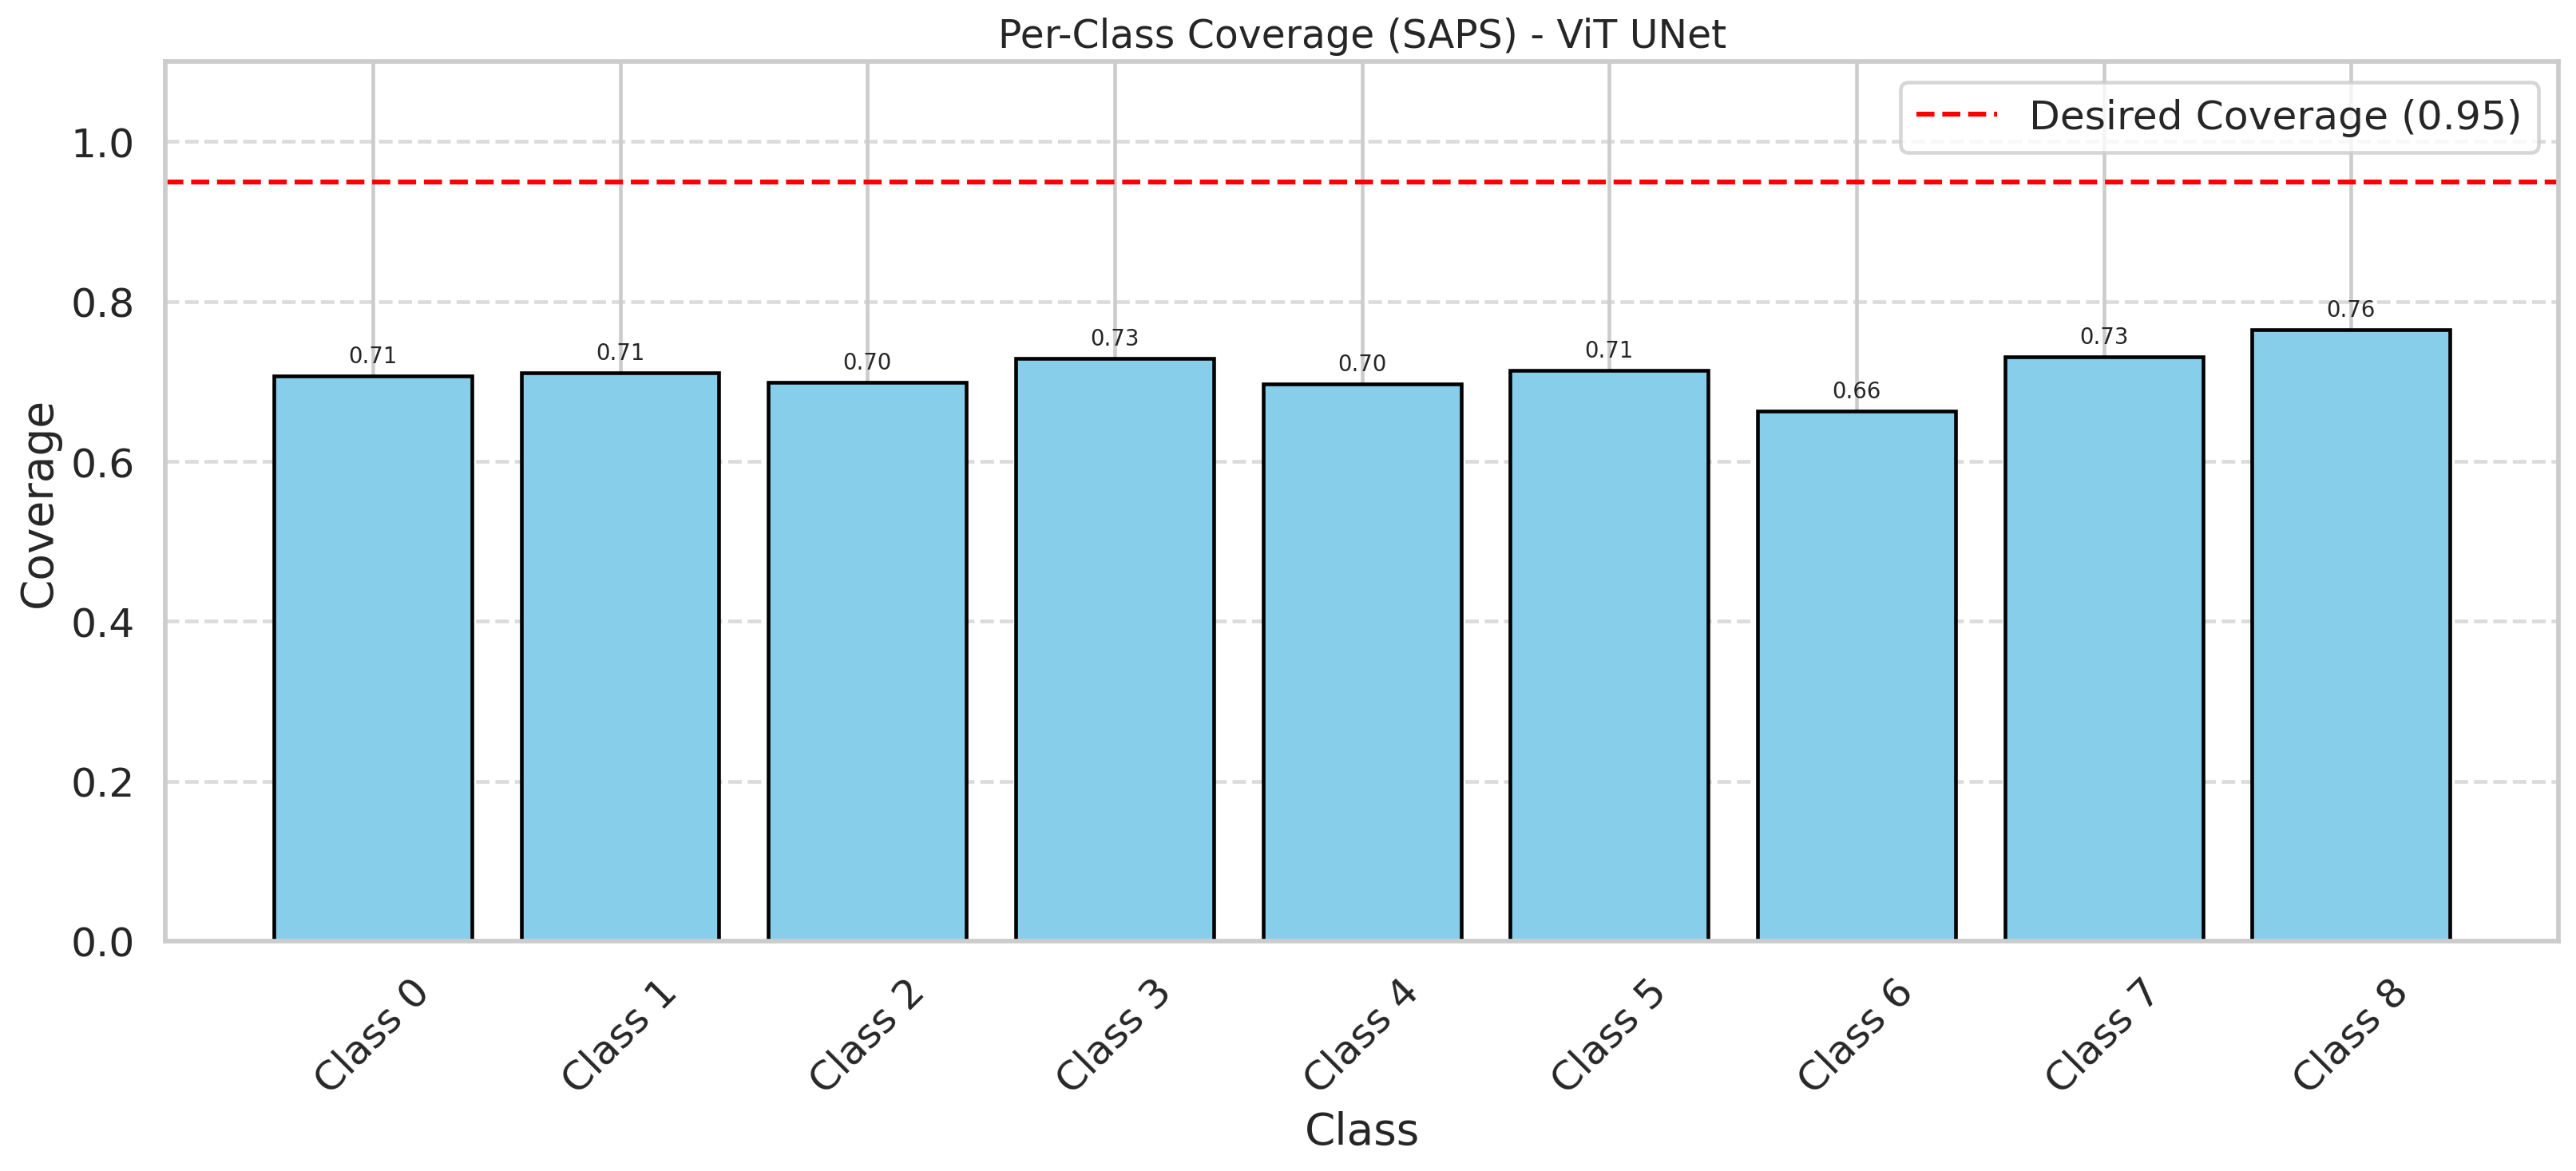 Per-Class Coverage (SAPS) - ViT UNet
Desired Coverage (0.95)
Coverage
1.0
0.8
0.6
0.4
0.2
0.0
0.71
0.71
0.70
0.73
0.70
0.71
0.66
0.73
0.76
Class 0
Class 1
Class 2
Class 3
Class 4
Class 5
Class 6
Class 7
Class 8
Class